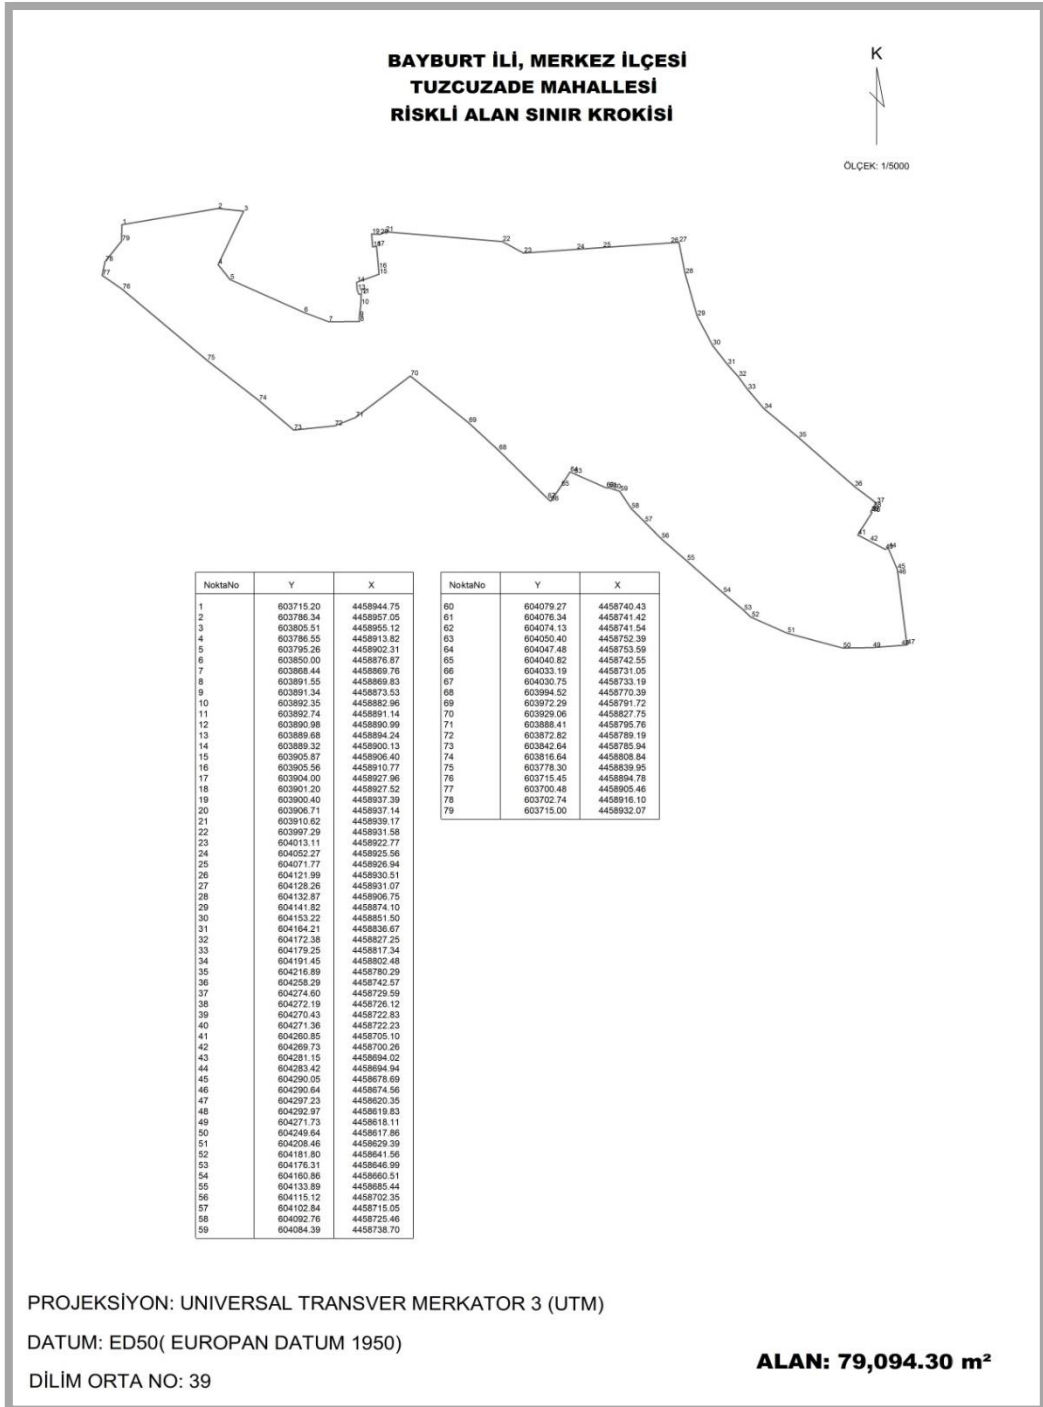 BAYBURT İLİ, MERKEZ İLÇESİ
TUZCUZADE MAHALLESİ
RİSKLİ ALAN SINIR KROKİSİ
K
ÖLÇEK: 1/5000
NoktaNo Y X
1 603715.20 4458944.75
2 603786.34 4458957.05
3 603805.51 4458955.12
4 603786.55 4458913.82
5 603795.26 4458902.31
6 603850.00 4458876.87
7 603868.44 4458869.76
8 603891.55 4458869.83
9 603891.34 4458873.53
10 603892.35 4458882.96
11 603892.74 4458891.14
12 603890.98 4458890.99
13 603889.68 4458894.24
14 603889.32 4458900.13
15 603905.87 4458906.40
16 603905.56 4458910.77
17 603904.00 4458927.96
18 603901.20 4458927.52
19 603900.40 4458937.39
20 603906.71 4458937.14
21 603910.62 4458939.17
22 603997.29 4458931.58
23 604013.11 4458922.77
24 604052.27 4458925.56
25 604071.77 4458926.94
26 604121.99 4458930.51
27 604128.26 4458931.07
28 604132.87 4458906.75
29 604141.82 4458874.10
30 604153.22 4458851.50
31 604164.21 4458836.67
32 604172.38 4458827.25
33 604179.25 4458817.34
34 604191.45 4458802.48
35 604216.89 4458780.29
36 604258.29 4458742.57
37 604274.60 4458729.59
38 604272.19 4458726.12
39 604270.43 4458722.83
40 604271.36 4458722.23
41 604260.85 4458705.10
42 604269.73 4458700.26
43 604281.15 4458694.02
44 604283.42 4458694.94
45 604290.05 4458678.69
46 604290.64 4458674.56
47 604297.23 4458620.35
48 604292.97 4458619.83
49 604271.73 4458618.11
50 604249.64 4458617.86
51 604208.46 4458629.39
52 604181.80 4458641.56
53 604176.31 4458646.99
54 604160.86 4458660.51
55 604133.89 4458685.44
56 604115.12 4458702.35
57 604102.84 4458715.05
58 604092.76 4458725.46
59 604084.39 4458738.70
NoktaNo Y X
60 604079.27 4458740.43
61 604076.34 4458741.42
62 604074.13 4458741.54
63 604050.40 4458752.39
64 604047.48 4458753.59
65 604040.82 4458742.55
66 604033.19 4458731.05
67 604030.75 4458733.19
68 603994.52 4458770.39
69 603972.29 4458791.72
70 603929.06 4458827.75
71 603888.41 4458795.76
72 603872.82 4458789.19
73 603842.64 4458785.94
74 603816.64 4458808.84
75 603778.30 4458839.95
76 603715.45 4458894.78
77 603700.48 4458905.46
78 603702.74 4458916.10
79 603715.00 4458932.07
PROJEKSİYON: UNIVERSAL TRANSVER MERKATOR 3 (UTM)
DATUM: ED50( EUROPAN DATUM 1950)
DİLİM ORTA NO: 39
ALAN: 79,094.30 m²